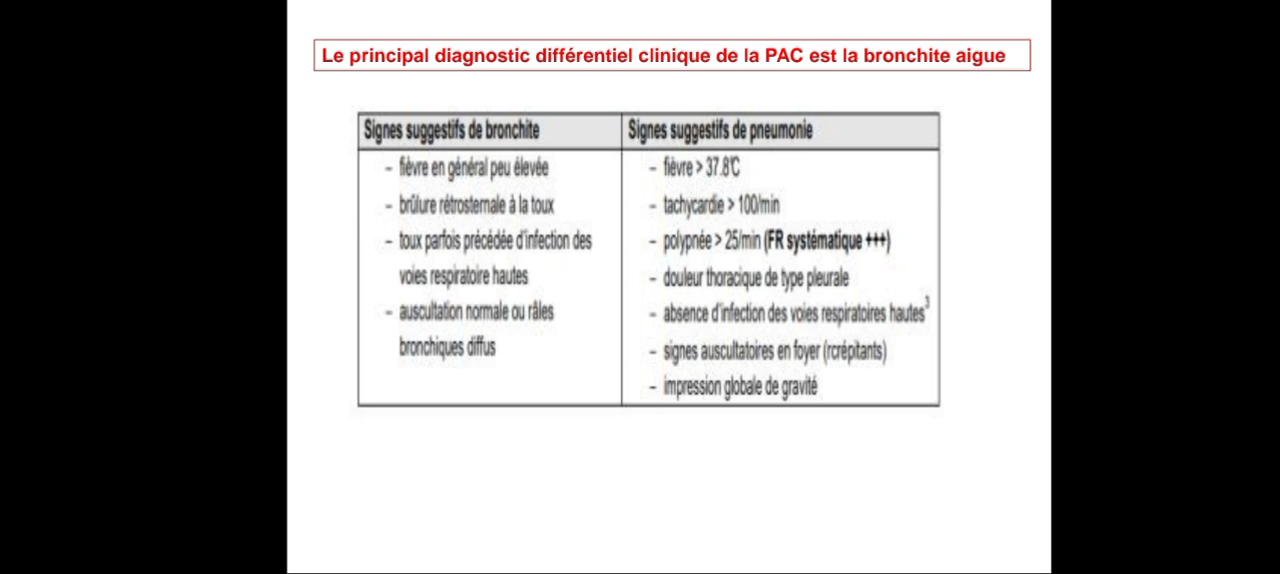 Le principal diagnostic différentiel clinique de la PAC est la bronchite aigue
Signes suggestifs de bronchite
– fièvre en général peu élevée
– brûlure rétrosternale à la toux
– toux parfois précédée d'infection des
voies respiratoire hautes
– auscultation normale ou râles
bronchiques diffus
Signes suggestifs de pneumonie
– fièvre > 37.8°C
– tachycardie > 100/min
– polypnée > 25/min (FR systématique +++)
– douleur thoracique de type pleurale
– absence d'infection des voies respiratoires hautes³
– signes auscultatoires en foyer (rcrépitants)
– impression globale de gravité